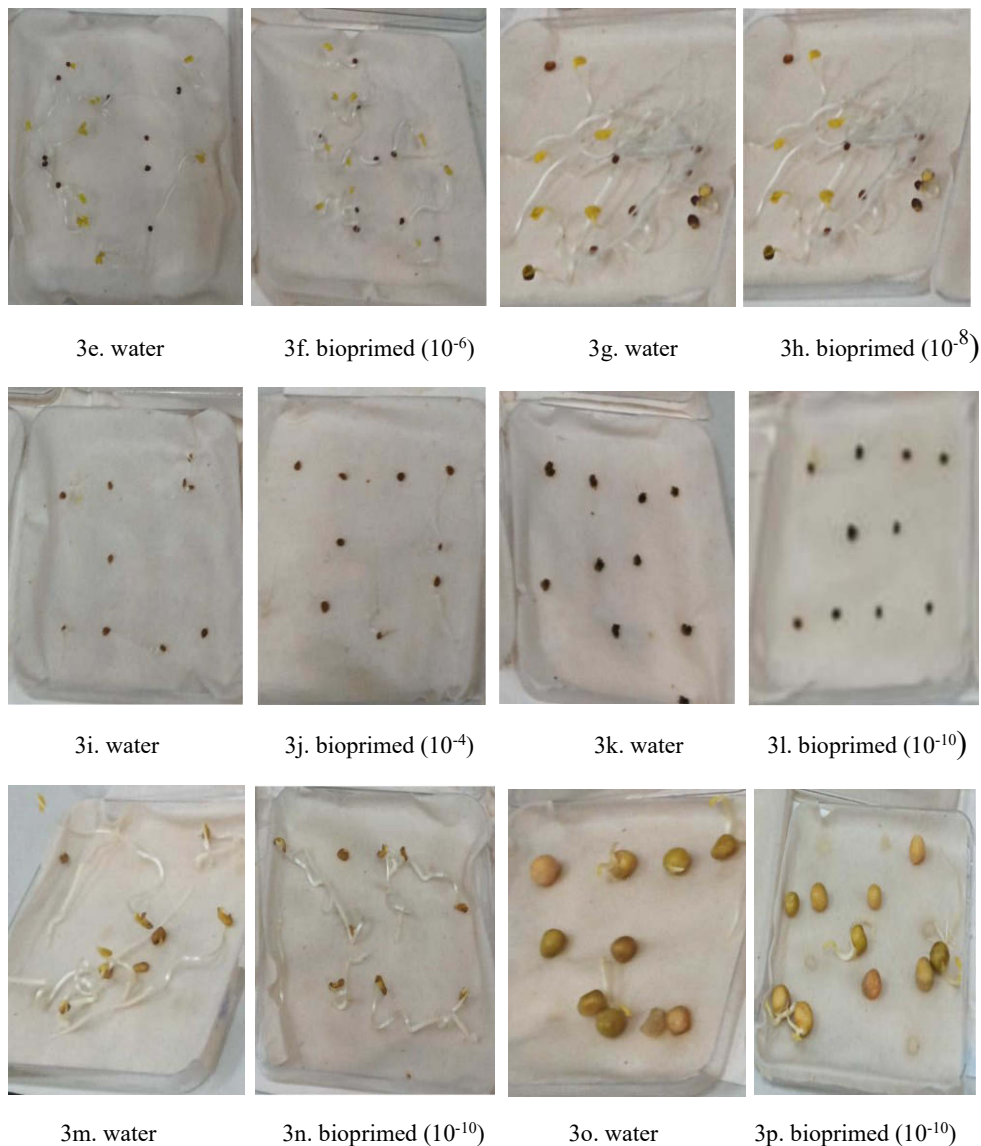 3e. water 3f. bioprimed (10⁻⁶) 3g. water 3h. bioprimed (10⁻⁸)
3i. water 3j. bioprimed (10⁻⁴) 3k. water 3l. bioprimed (10⁻¹⁰)
3m. water 3n. bioprimed (10⁻¹⁰) 3o. water 3p. bioprimed (10⁻¹⁰)